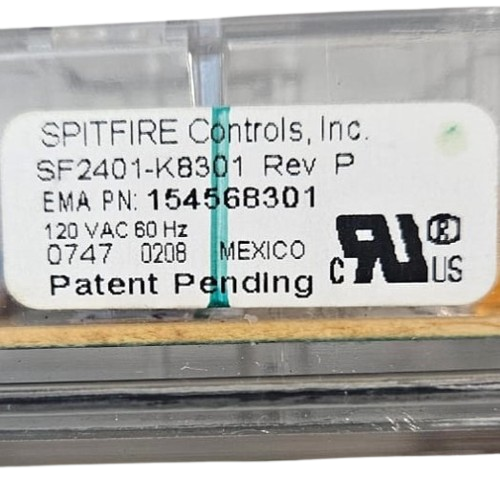 SPITFIRE Controls, Inc.
SF2401-K8301 Rev P
EMA PN: 154568301
120 VAC 60 Hz
0747 0208 MEXICO
Patent Pending
C RU ® US